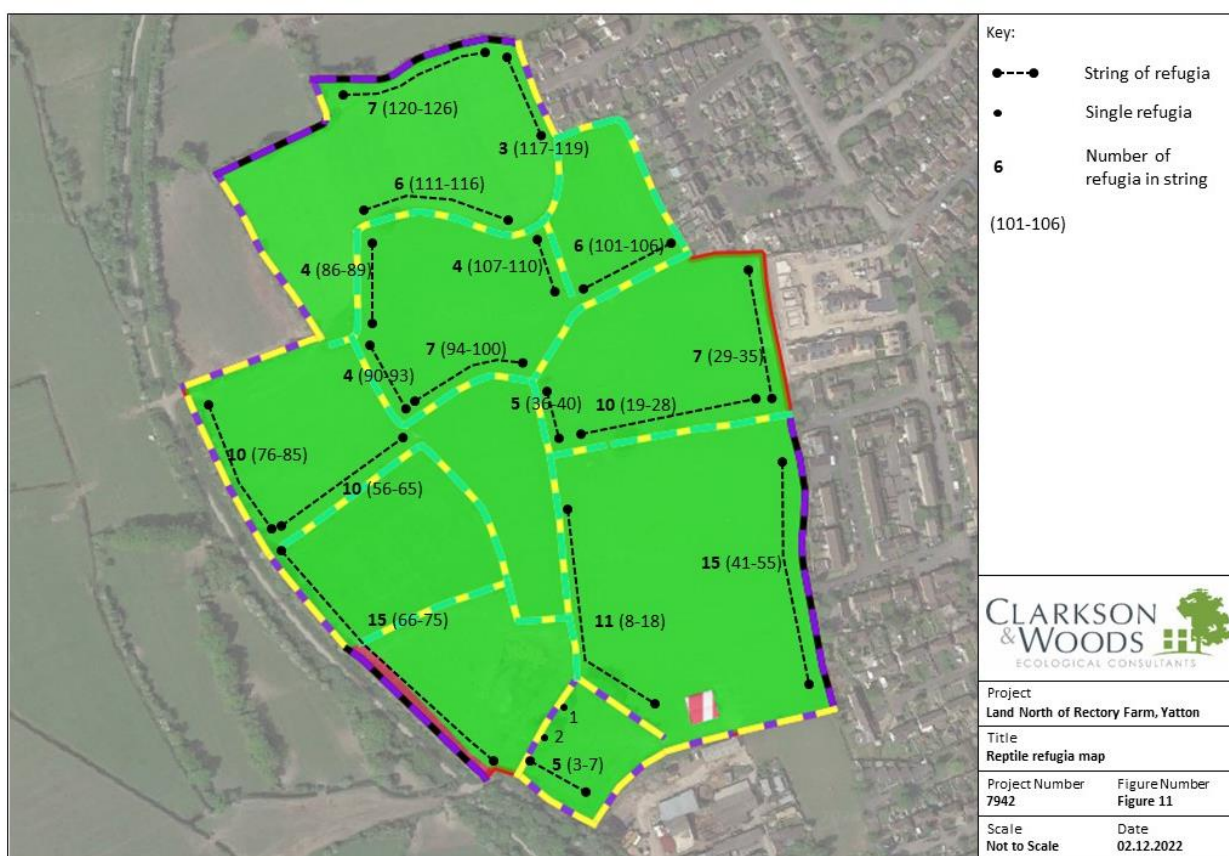 Key:
String of refugia
Single refugia
6
Number of
refugia in string
(101-106)
7 (120-126)
3 (117-119)
6 (111-116)
6 (101-106)
4 (107-110)
4 (86-89)
7 (94-100)
4 (90-93)
7 (29-35)
5 (36-40)
10 (19-28)
10 (76-85)
10 (56-65)
15 (41-55)
15 (66-75)
11 (8-18)
1
2
5 (3-7)
CLARKSON
&WOODS
ECOLOGICAL CONSULTANTS
Project
Land North of Rectory Farm, Yatton
Title
Reptile refugia map
Project Number
7942
Figure Number
Figure 11
Scale
Not to Scale
Date
02.12.2022